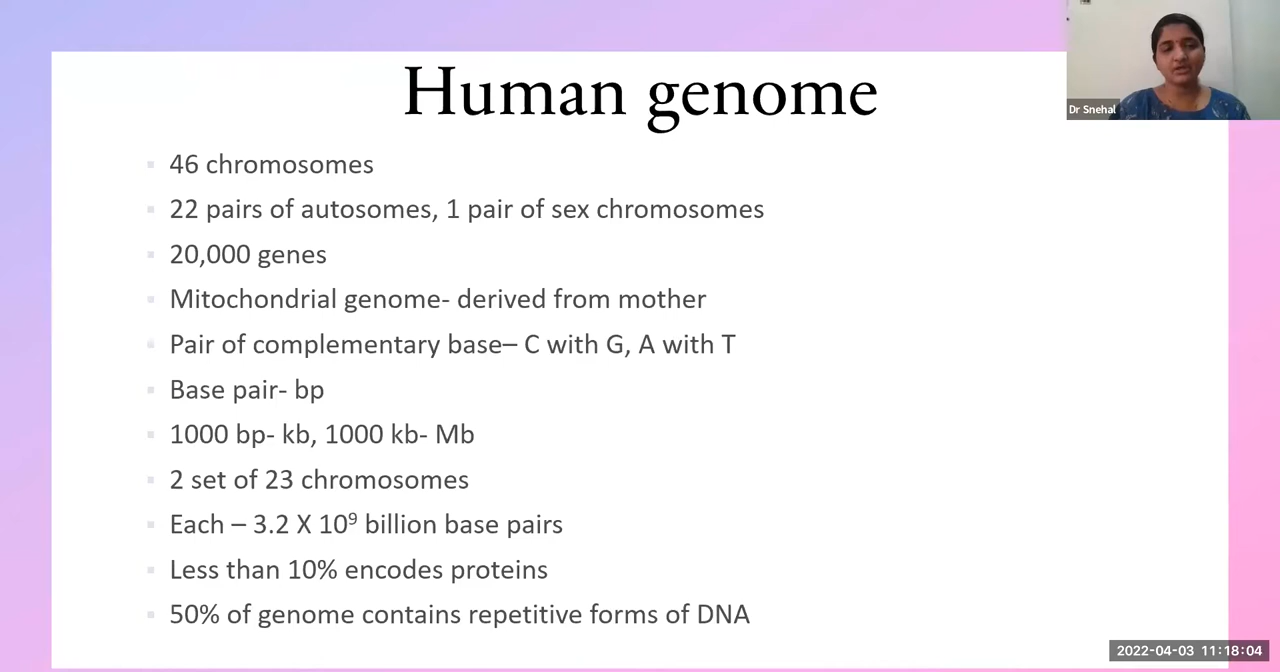 Human genome
Dr Snehal
46 chromosomes
22 pairs of autosomes, 1 pair of sex chromosomes
20,000 genes
Mitochondrial genome- derived from mother
Pair of complementary base– C with G, A with T
Base pair- bp
1000 bp- kb, 1000 kb- Mb
2 set of 23 chromosomes
Each – 3.2 X 10⁹ billion base pairs
Less than 10% encodes proteins
50% of genome contains repetitive forms of DNA
2022-04-03 11:18:04